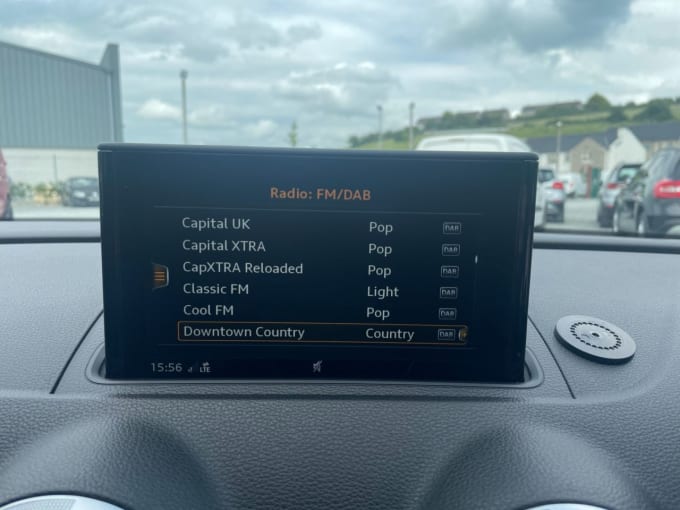 Radio: FM/DAB
Capital UK Pop DAB
Capital XTRA Pop DAB
CapXTRA Reloaded Pop DAB
Classic FM Light DAB
Cool FM Pop DAB
Downtown Country Country DAB
15:56 LTE